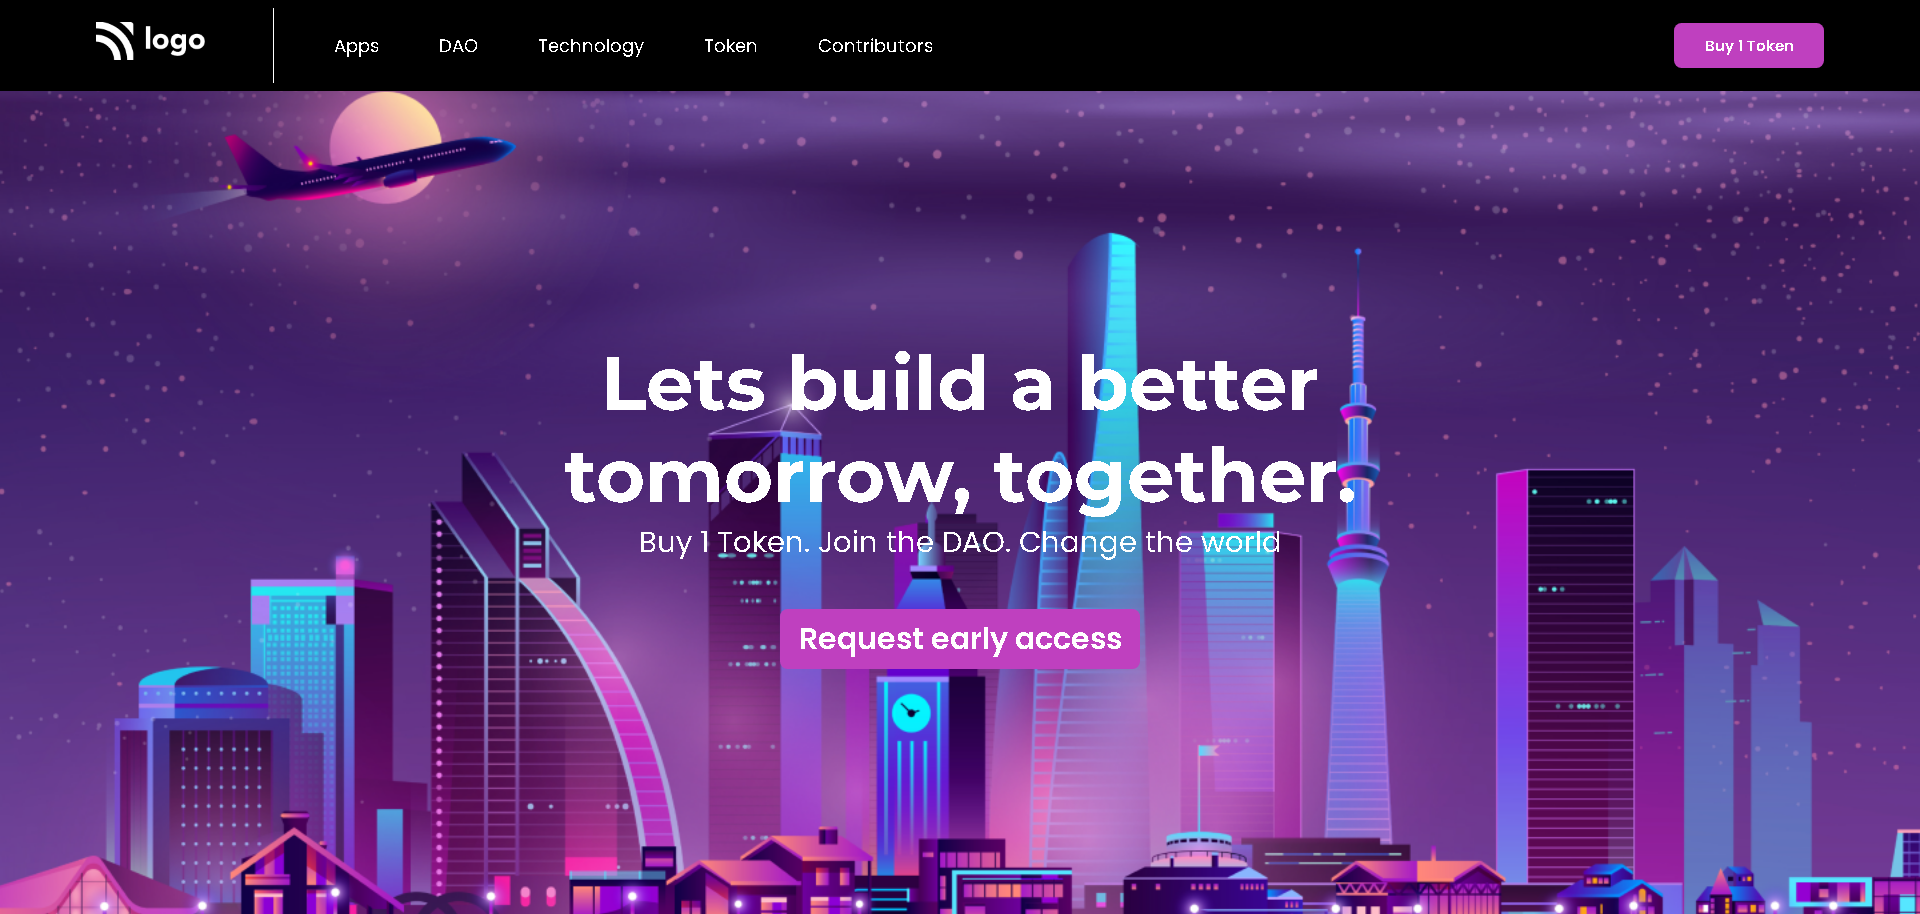 logo
Apps
DAO
Technology
Token
Contributors
Buy 1 Token
Lets build a better
tomorrow, together.
Buy 1 Token. Join the DAO. Change the world
Request early access